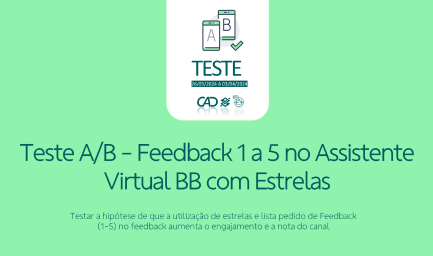 A
B
TESTE
26/03/2024 A 03/04/2024
CAD
Teste A/B - Feedback 1 a 5 no Assistente
Virtual BB com Estrelas
Testar a hipótese de que a utilização de estrelas e lista pedido de Feedback
(1-5) no feedback aumenta o engajamento e a nota do canal